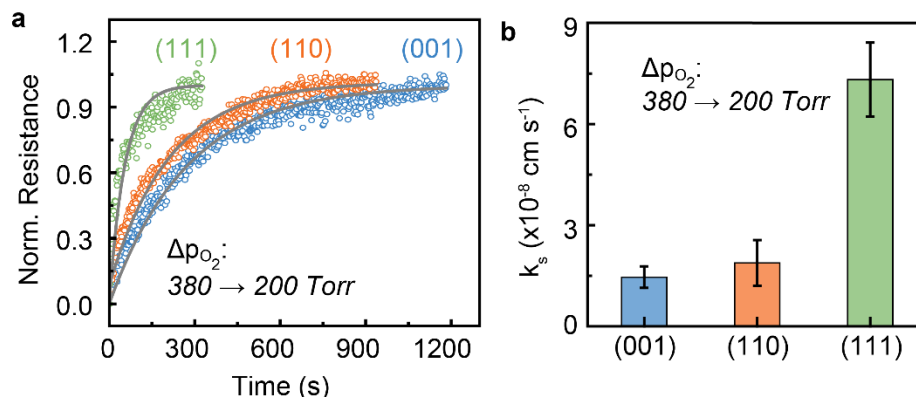 a
(111) (110) (001)
1.2
0.9
0.6
0.3
0.0
Norm. Resistance
ΔpO₂:
380 → 200 Torr
0 300 600 900 1200
Time (s)
b
ΔpO₂:
380 → 200 Torr
9
6
3
0
kₛ (x10⁻⁸ cm s⁻¹)
(001) (110) (111)